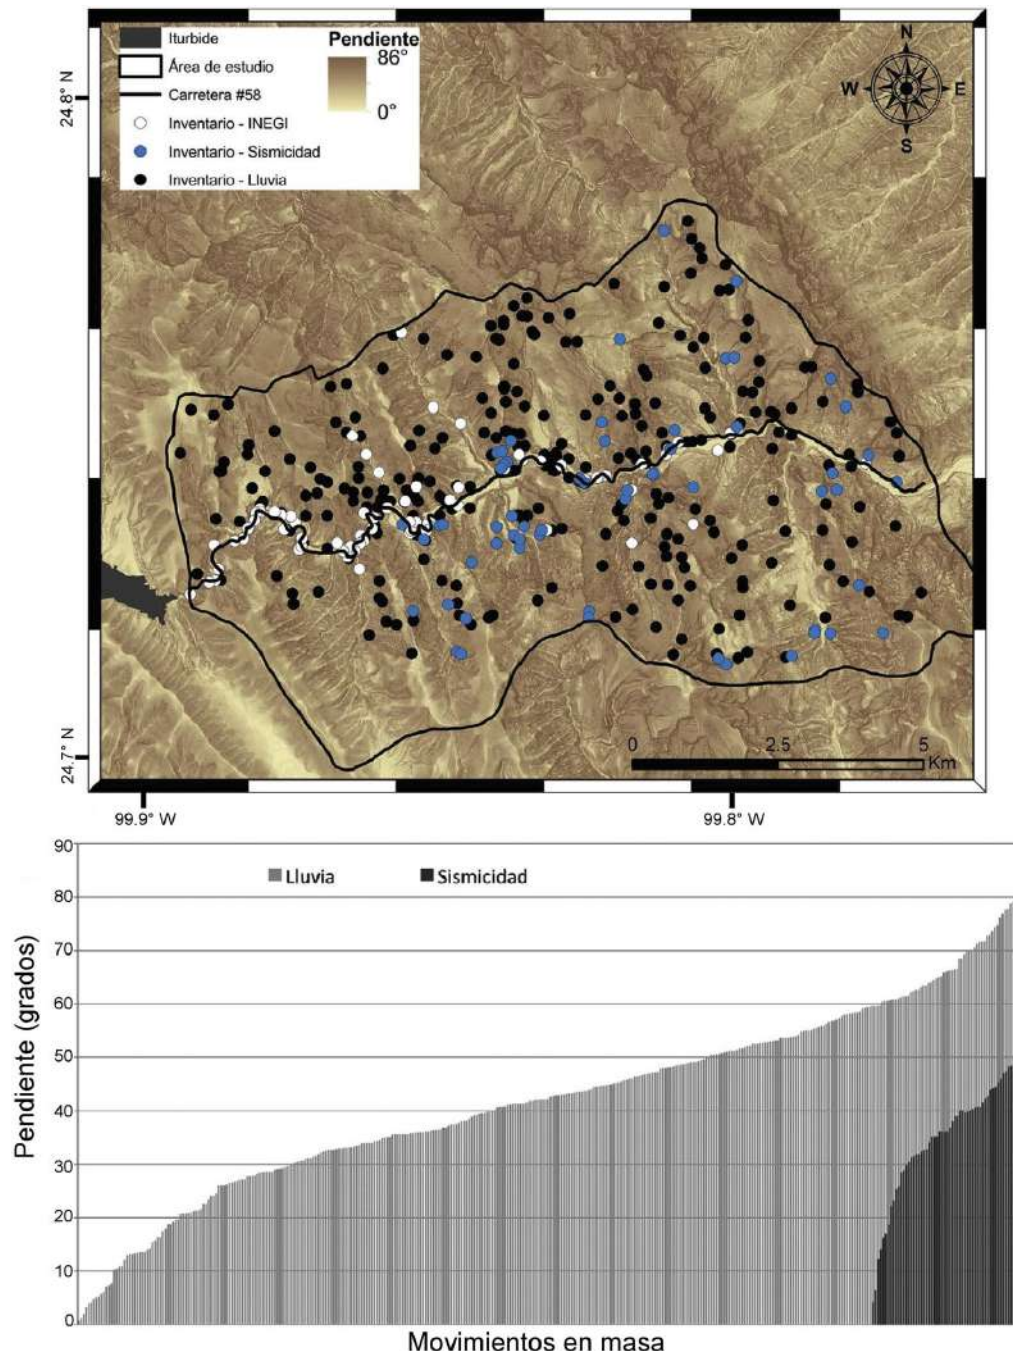 Iturbide
Área de estudio
Carretera #58
Inventario - INEGI
Inventario - Sismicidad
Inventario - Lluvia
Pendiente
86°
0°
N
W
E
S
24.8° N
24.7° N
0
2.5
5
Km
99.9° W
99.8° W
Lluvia
Sismicidad
Pendiente (grados)
90
80
70
60
50
40
30
20
10
0
Movimientos en masa